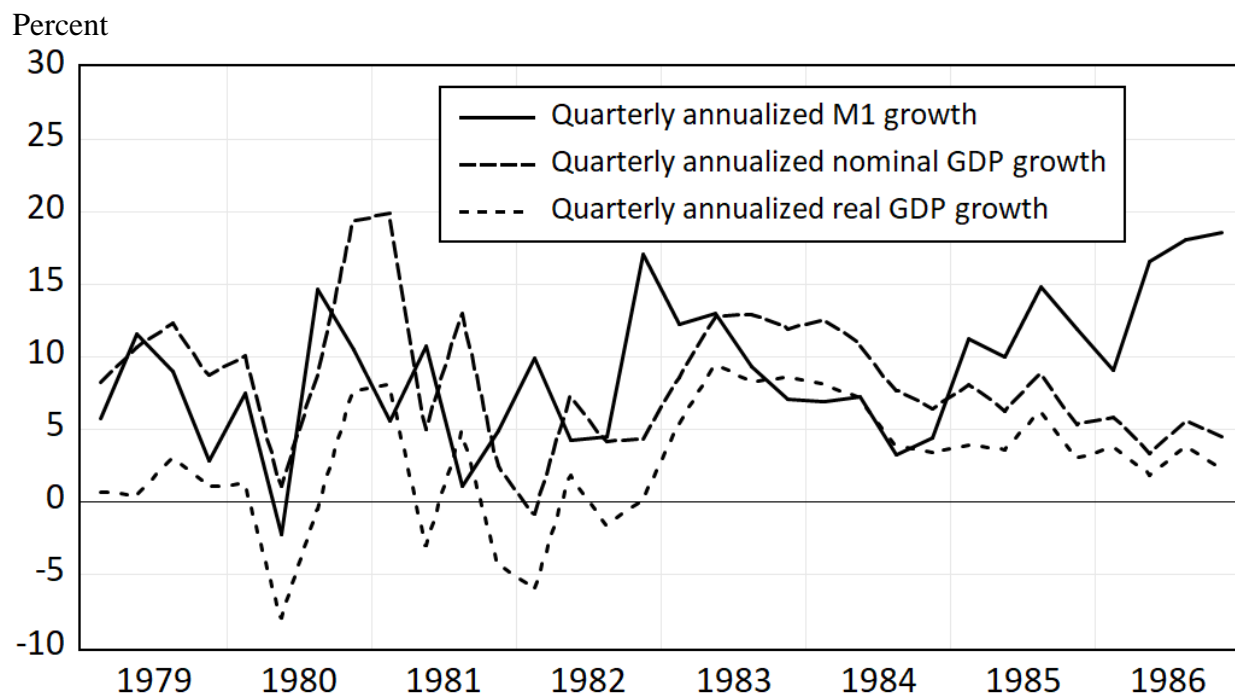 Percent
30
25
20
15
10
5
0
-5
-10
Quarterly annualized M1 growth
Quarterly annualized nominal GDP growth
Quarterly annualized real GDP growth
1979 1980 1981 1982 1983 1984 1985 1986